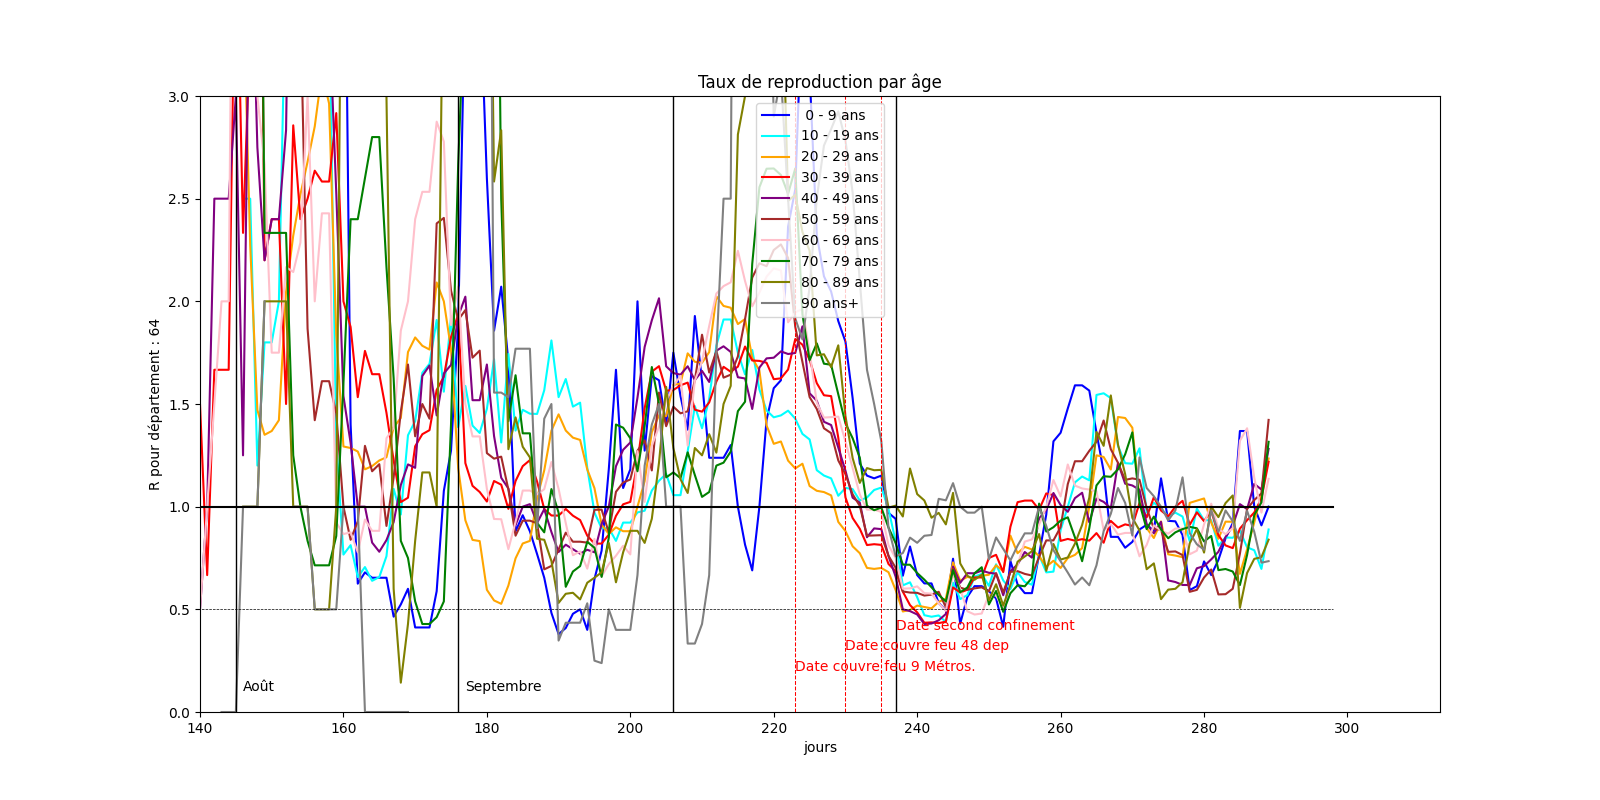 Taux de reproduction par âge
3.0
2.5
2.0
1.5
1.0
0.5
0.0
R pour département : 64
0 - 9 ans
10 - 19 ans
20 - 29 ans
30 - 39 ans
40 - 49 ans
50 - 59 ans
60 - 69 ans
70 - 79 ans
80 - 89 ans
90 ans+
Date second confinement
Date couvre feu 48 dep
Date couvre feu 9 Métros.
Août
Septembre
140
160
180
200
220
240
260
280
300
jours